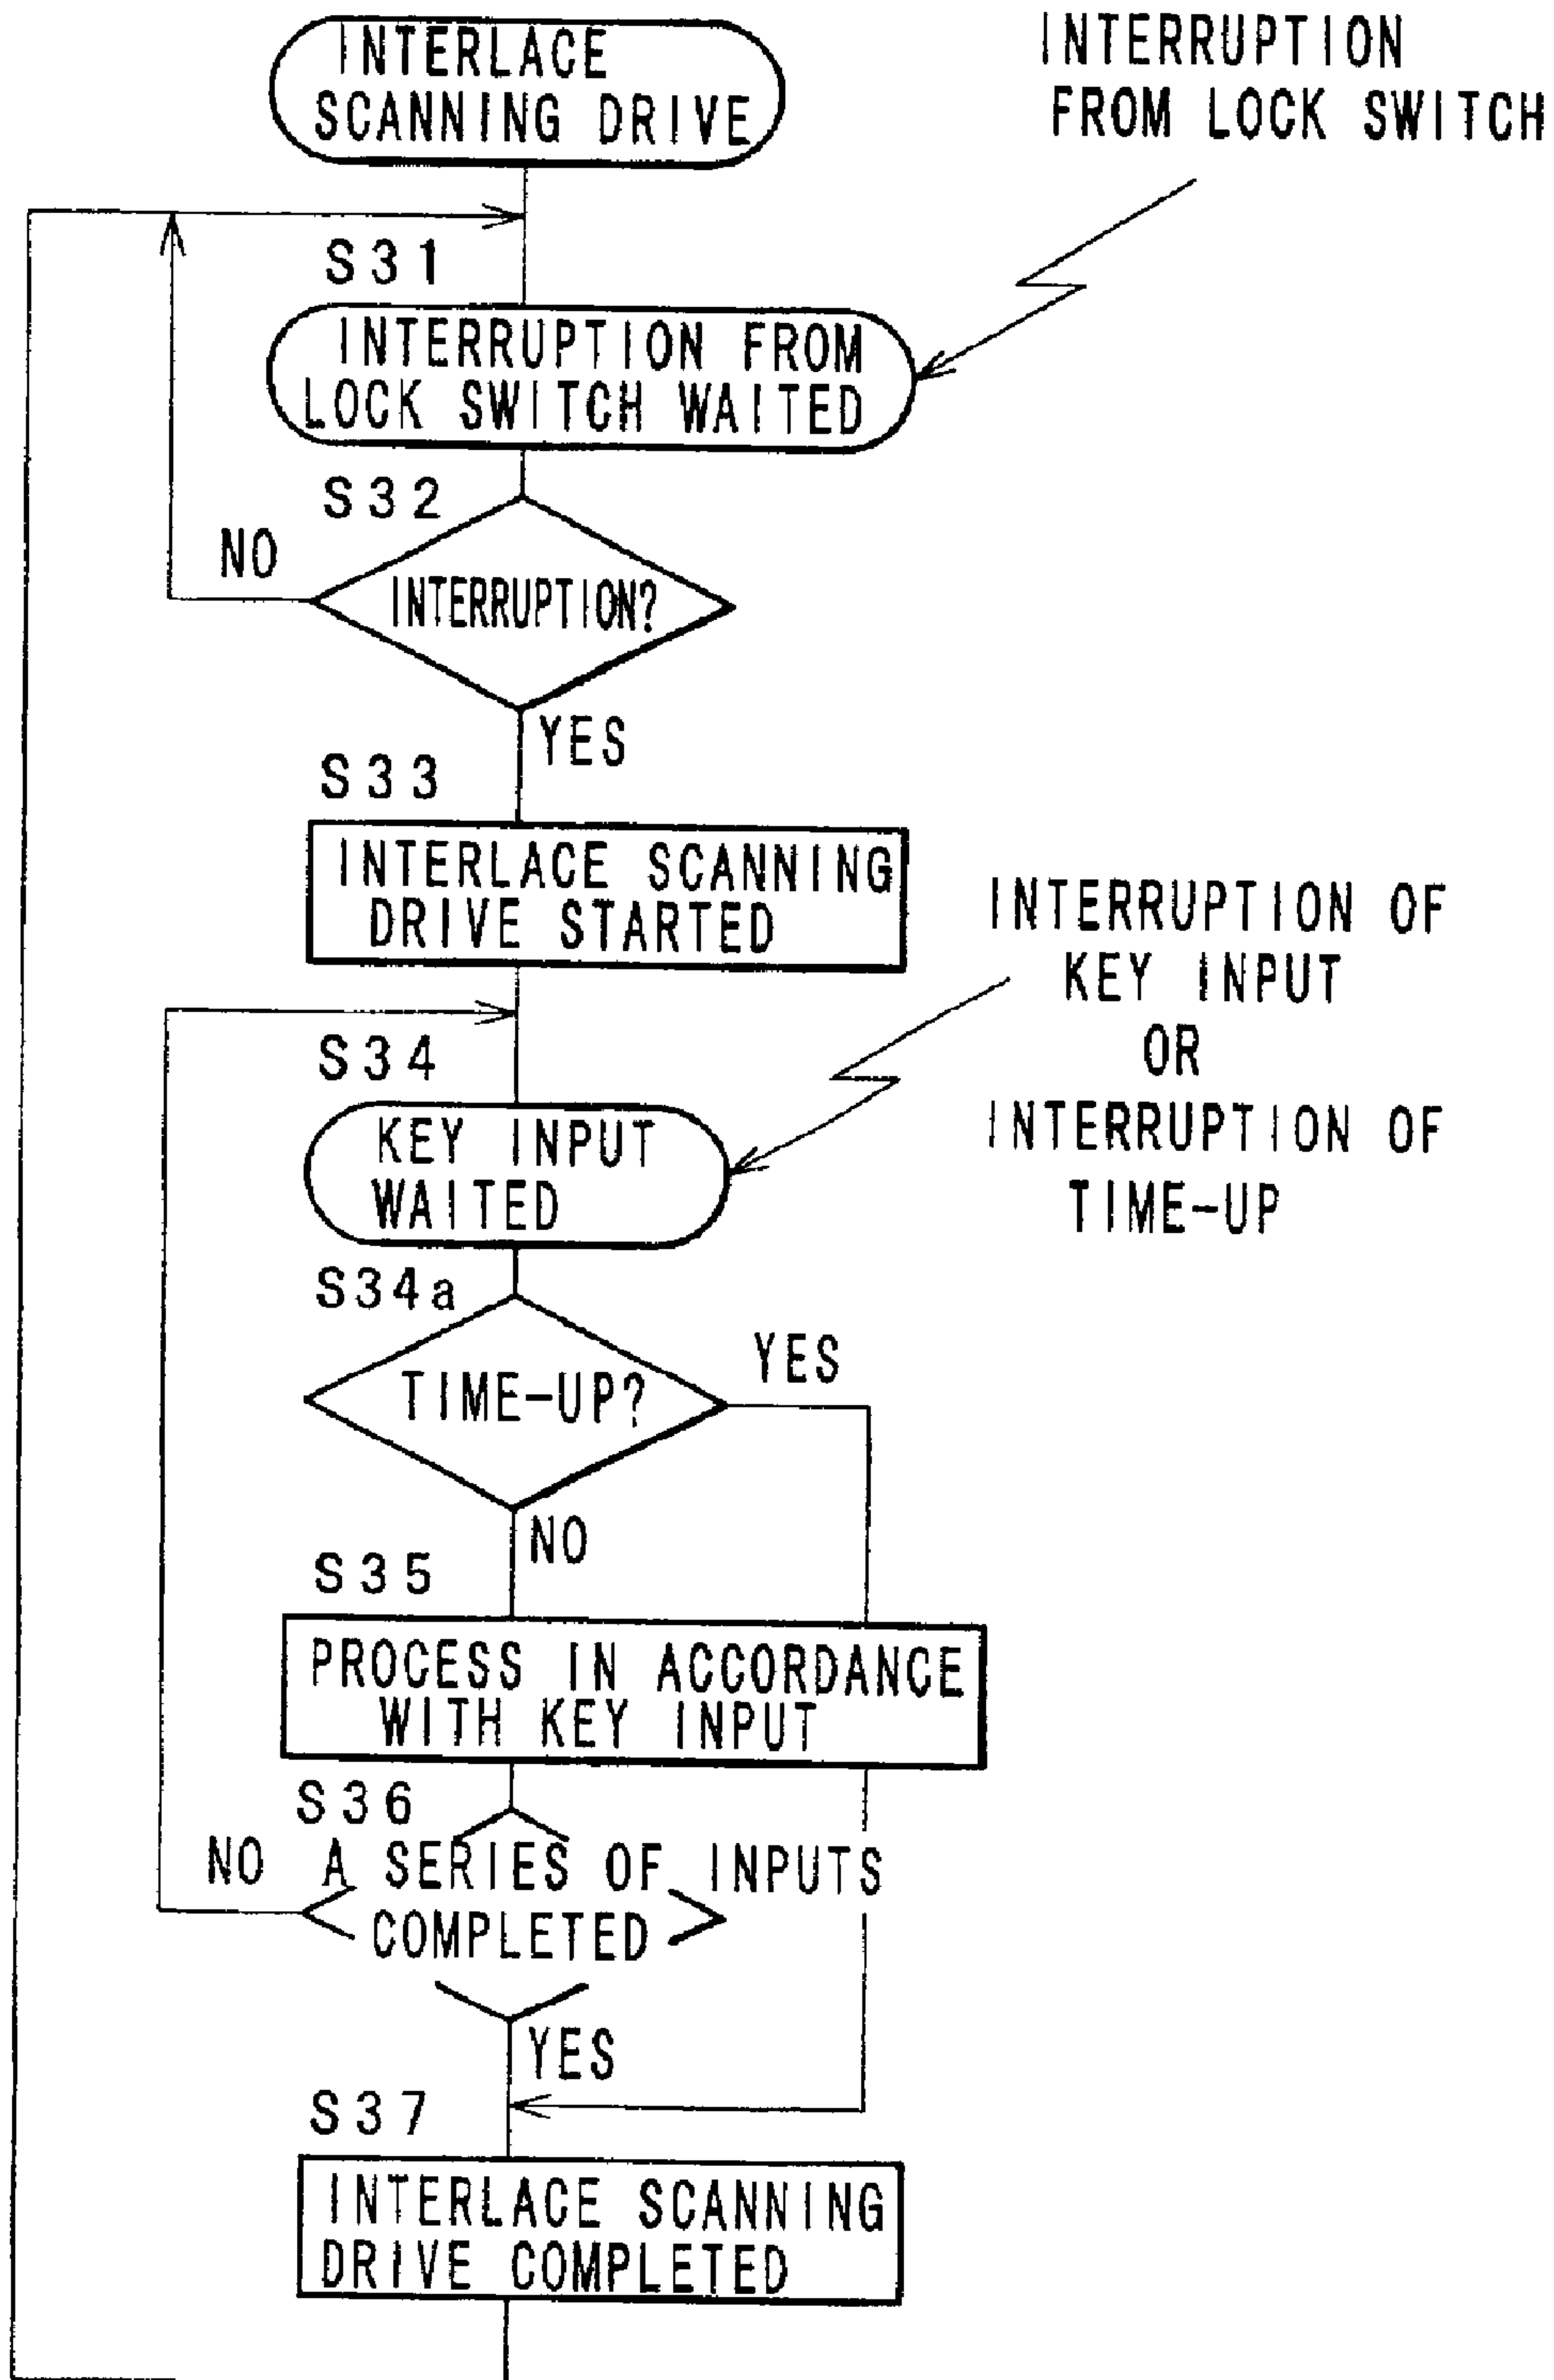 INTERLACE
SCANNING DRIVE
INTERRUPTION
FROM LOCK SWITCH
S31
INTERRUPTION FROM
LOCK SWITCH WAITED
S32
NO
INTERRUPTION?
YES
S33
INTERLACE SCANNING
DRIVE STARTED
INTERRUPTION OF
KEY INPUT
OR
INTERRUPTION OF
TIME-UP
S34
KEY INPUT
WAITED
S34a
YES
TIME-UP?
NO
S35
PROCESS IN ACCORDANCE
WITH KEY INPUT
S36
NO
A SERIES OF INPUTS
COMPLETED
YES
S37
INTERLACE SCANNING
DRIVE COMPLETED